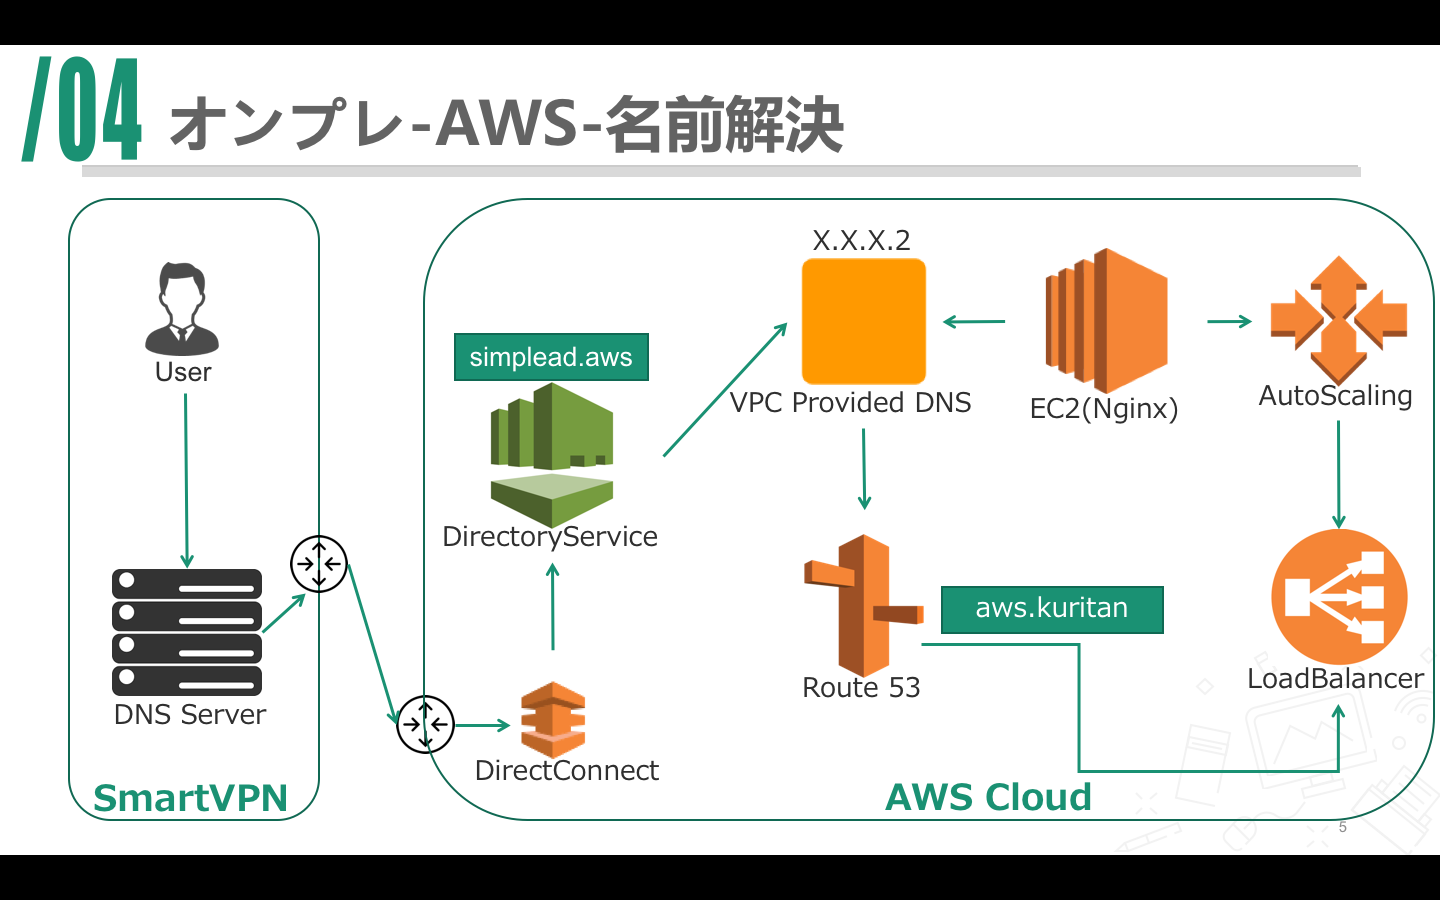 /04 オンプレ-AWS-名前解決
User
DNS Server
SmartVPN
simplead.aws
DirectoryService
DirectConnect
X.X.X.2
VPC Provided DNS
EC2(Nginx)
AutoScaling
Route 53
aws.kuritan
LoadBalancer
AWS Cloud
5